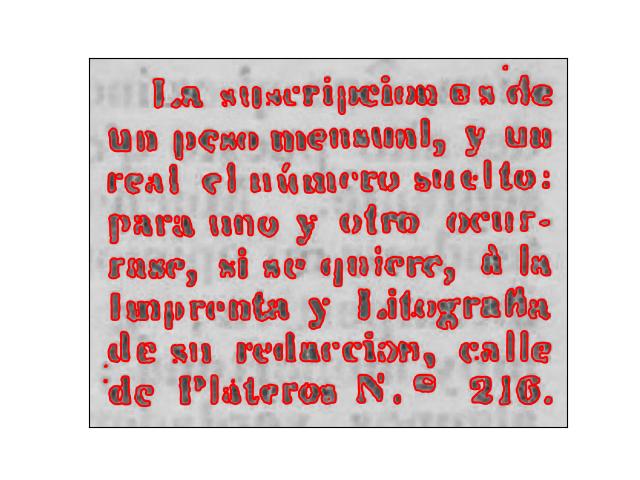 La suscripcion es de
un peso mensual, y un
real el número suelto:
para uno y otro ocur-
rase, si se quiere, à la
Imprenta y Litografia
de su redaccion, calle
de Pláteros N. º 216.